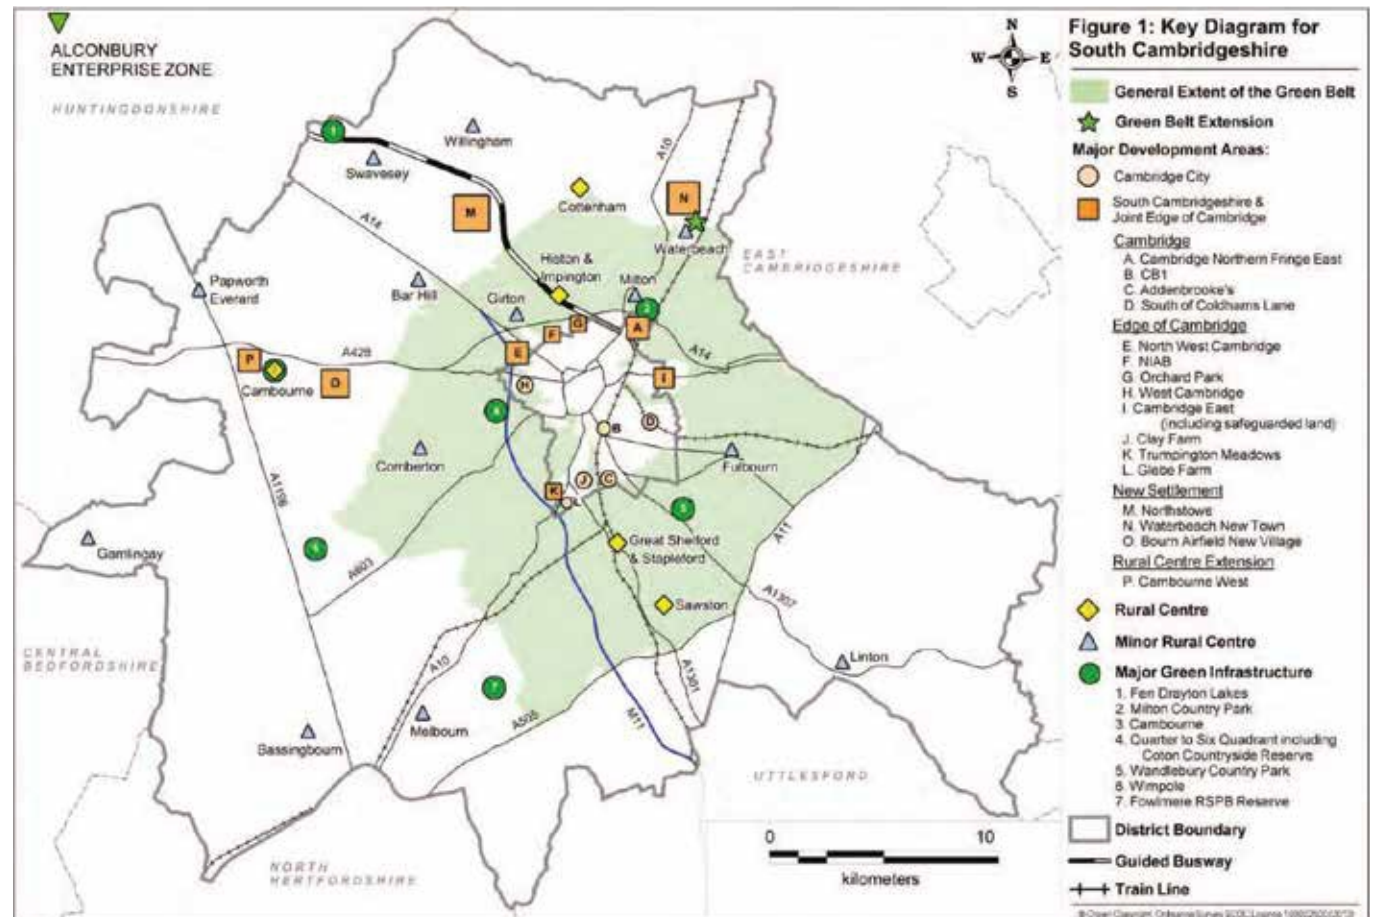 ALCONBURY
ENTERPRISE ZONE
HUNTINGDONSHIRE
1
Willingham
Swavesey
M
A14
Cottenham
A10
N
Waterbeach
EAST
CAMBRIDGESHIRE
Papworth
Everard
Bar Hill
Girton
Histon &
Impington
Milton
2
A
G
F
E
A14
A428
P
Cambourne
O
H
I
4
B
D
Comberton
Fulbourn
J
C
K
L
5
Great Shelford
& Stapleford
A11
A1198
Gamlingay
6
A603
Sawston
A1307
CENTRAL
BEDFORDSHIRE
A10
Linton
7
A1301
Melbourn
A505
M11
Bassingbourn
UTTLESFORD
NORTH
HERTFORDSHIRE
0 10
kilometers
N
W E
S
Figure 1: Key Diagram for
South Cambridgeshire
General Extent of the Green Belt
Green Belt Extension
Major Development Areas:
Cambridge City
South Cambridgeshire &
Joint Edge of Cambridge
Cambridge
A. Cambridge Northern Fringe East
B. CB1
C. Addenbrooke's
D. South of Coldhams Lane
Edge of Cambridge
E. North West Cambridge
F. NIAB
G. Orchard Park
H. West Cambridge
I. Cambridge East
(including safeguarded land)
J. Clay Farm
K. Trumpington Meadows
L. Glebe Farm
New Settlement
M. Northstowe
N. Waterbeach New Town
O. Bourn Airfield New Village
Rural Centre Extension
P. Cambourne West
Rural Centre
Minor Rural Centre
Major Green Infrastructure
1. Fen Drayton Lakes
2. Milton Country Park
3. Cambourne
4. Quarter to Six Quadrant including
Coton Countryside Reserve
5. Wandlebury Country Park
6. Wimpole
7. Fowlmere RSPB Reserve
District Boundary
Guided Busway
Train Line